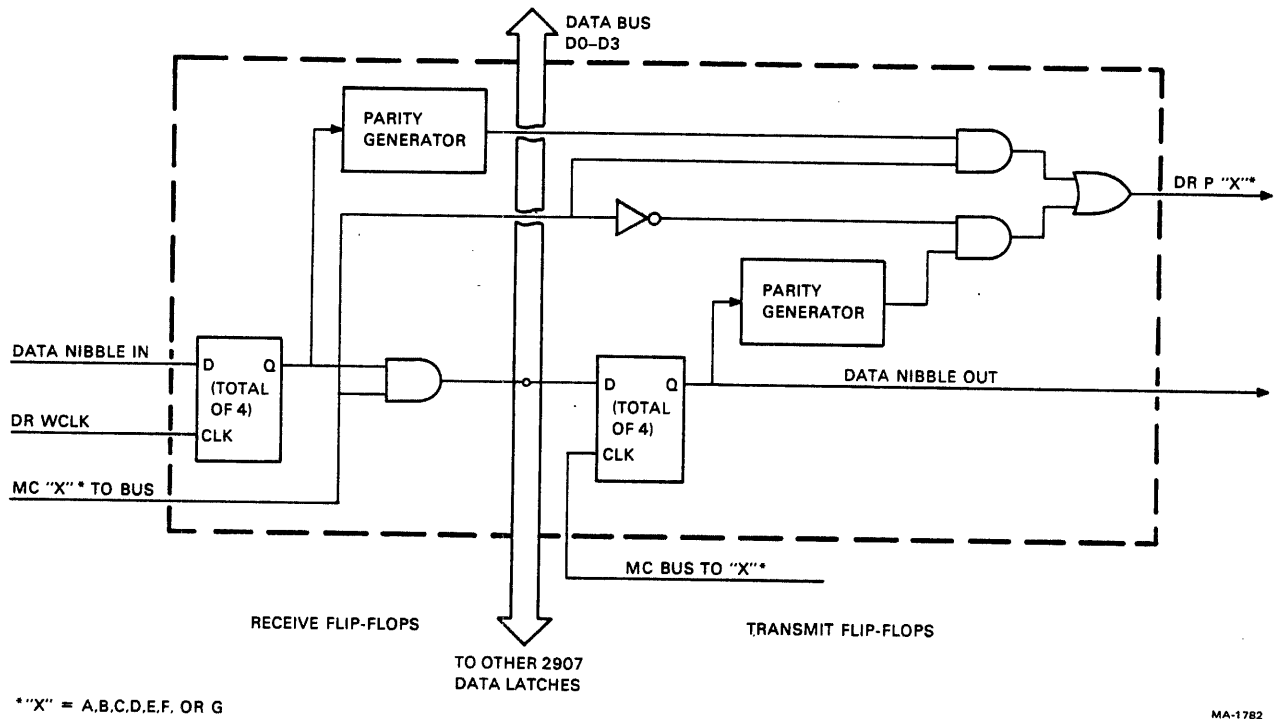 DATA BUS
D0–D3
PARITY
GENERATOR
DR P "X"*
PARITY
GENERATOR
DATA NIBBLE IN
D Q
(TOTAL
OF 4)
CLK
DR WCLK
MC "X"* TO BUS
D Q
(TOTAL
OF 4)
CLK
DATA NIBBLE OUT
MC BUS TO "X"*
RECEIVE FLIP-FLOPS
TRANSMIT FLIP-FLOPS
TO OTHER 2907
DATA LATCHES
*"X" = A,B,C,D,E,F, OR G
MA-1782